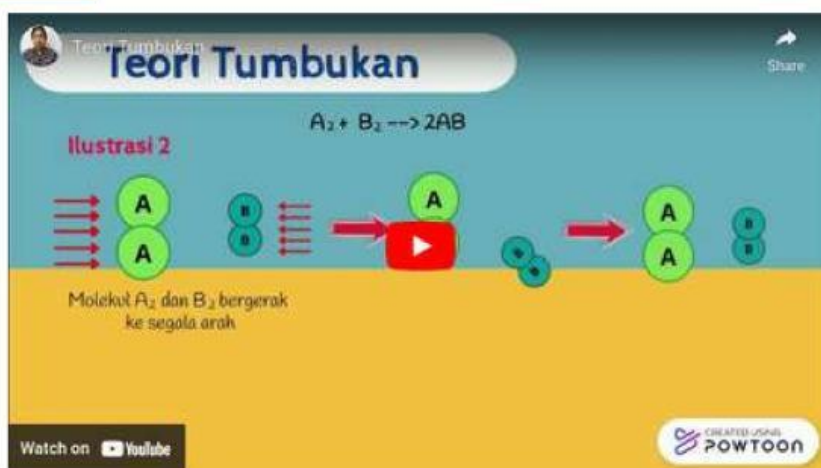 Teori Tumbukan
Teori Tumbukan
Share
A₂ + B₂ --> 2AB
Ilustrasi 2
A
A
B
B
A
B
B
A
A
B
B
Molekul A₂ dan B₂ bergerak
ke segala arah
Watch on YouTube
CREATED USING
POWTOON